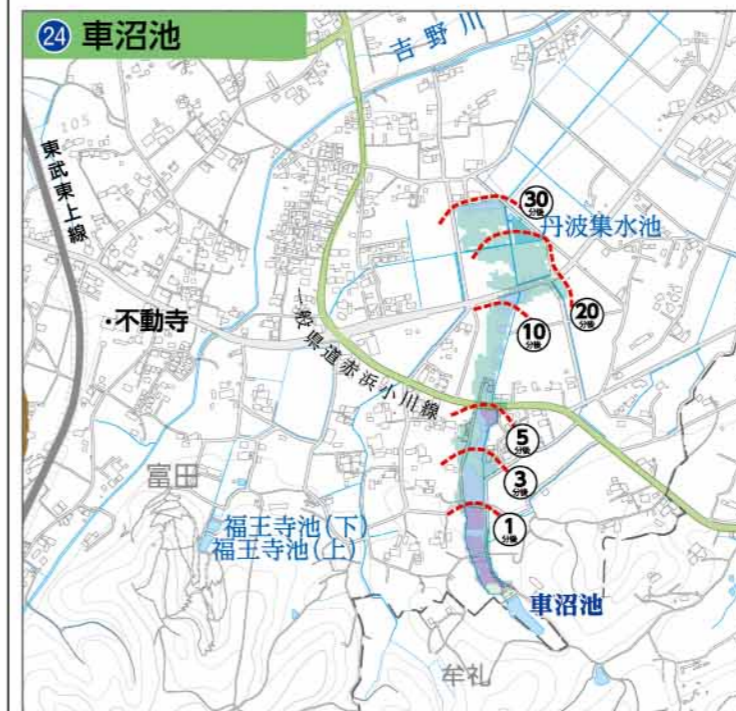 24 車沼池
吉野川
105
東武東上線
30
分後
丹波集水池
・不動寺
20
分後
10
分後
一般県道赤浜小川線
5
分後
3
分後
富田
福王寺池(下)
福王寺池(上)
1
分後
車沼池
牟礼